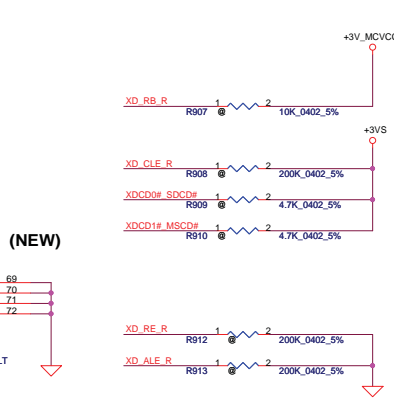 +3V_MCVCC
XD_RB_R 1 2
R907 @ 10K_0402_5%
+3VS
XD_CLE_R 1 2
R908 @ 200K_0402_5%
XDCD0#_SDCD# 1 2
R909 @ 4.7K_0402_5%
XDCD1#_MSCD# 1 2
R910 @ 4.7K_0402_5%
(NEW)
69
70
71
72
LT
XD_RE_R 1 2
R912 @ 200K_0402_5%
XD_ALE_R 1 2
R913 @ 200K_0402_5%